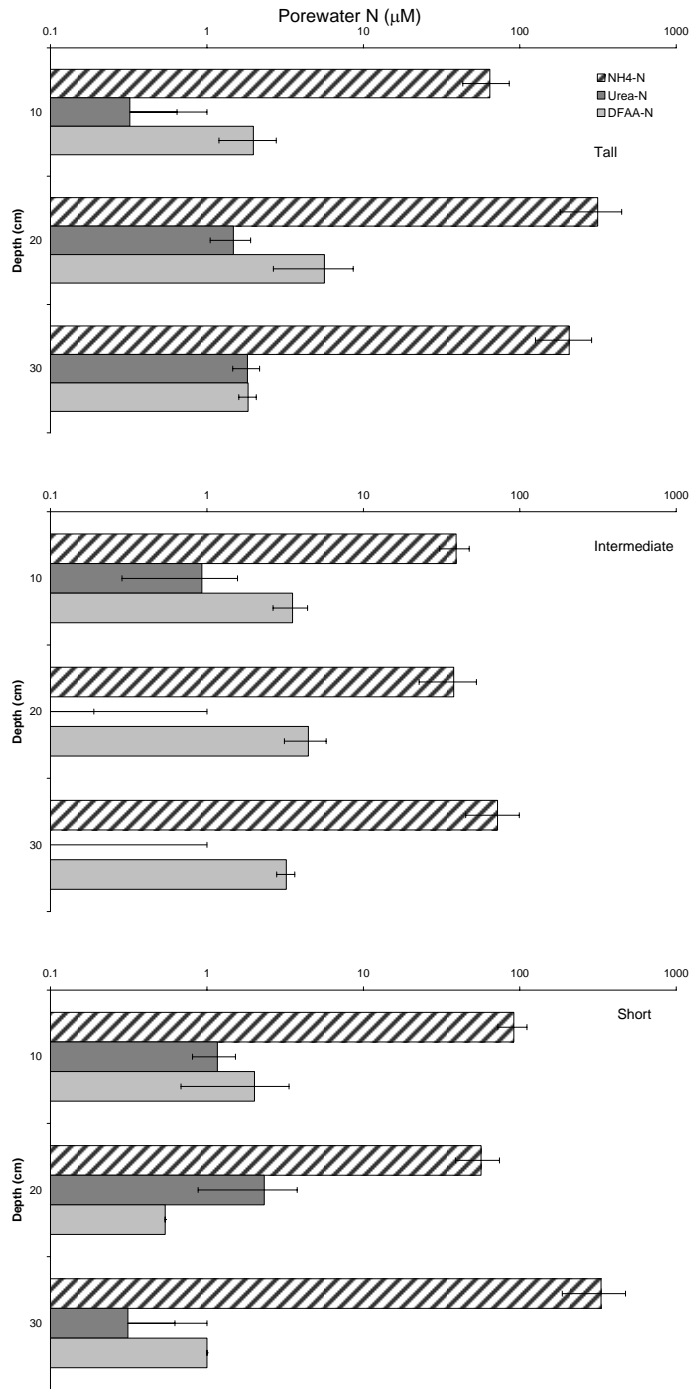 Porewater N (μM)
0.1 1 10 100 1000
NH4-N
Urea-N
DFAA-N
Tall
10
20
30
Depth (cm)
0.1 1 10 100 1000
Intermediate
10
20
30
Depth (cm)
0.1 1 10 100 1000
Short
10
20
30
Depth (cm)